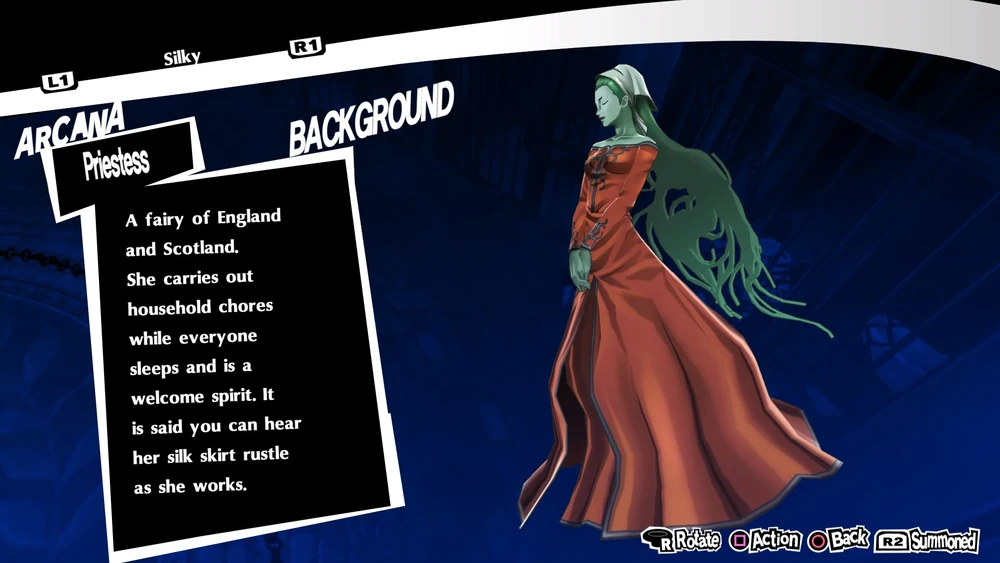 Silky
L1
R1
ARCANA
BACKGROUND
Priestess
A fairy of England
and Scotland.
She carries out
household chores
while everyone
sleeps and is a
welcome spirit. It
is said you can hear
her silk skirt rustle
as she works.
R Rotate Action Back R2 Summoned